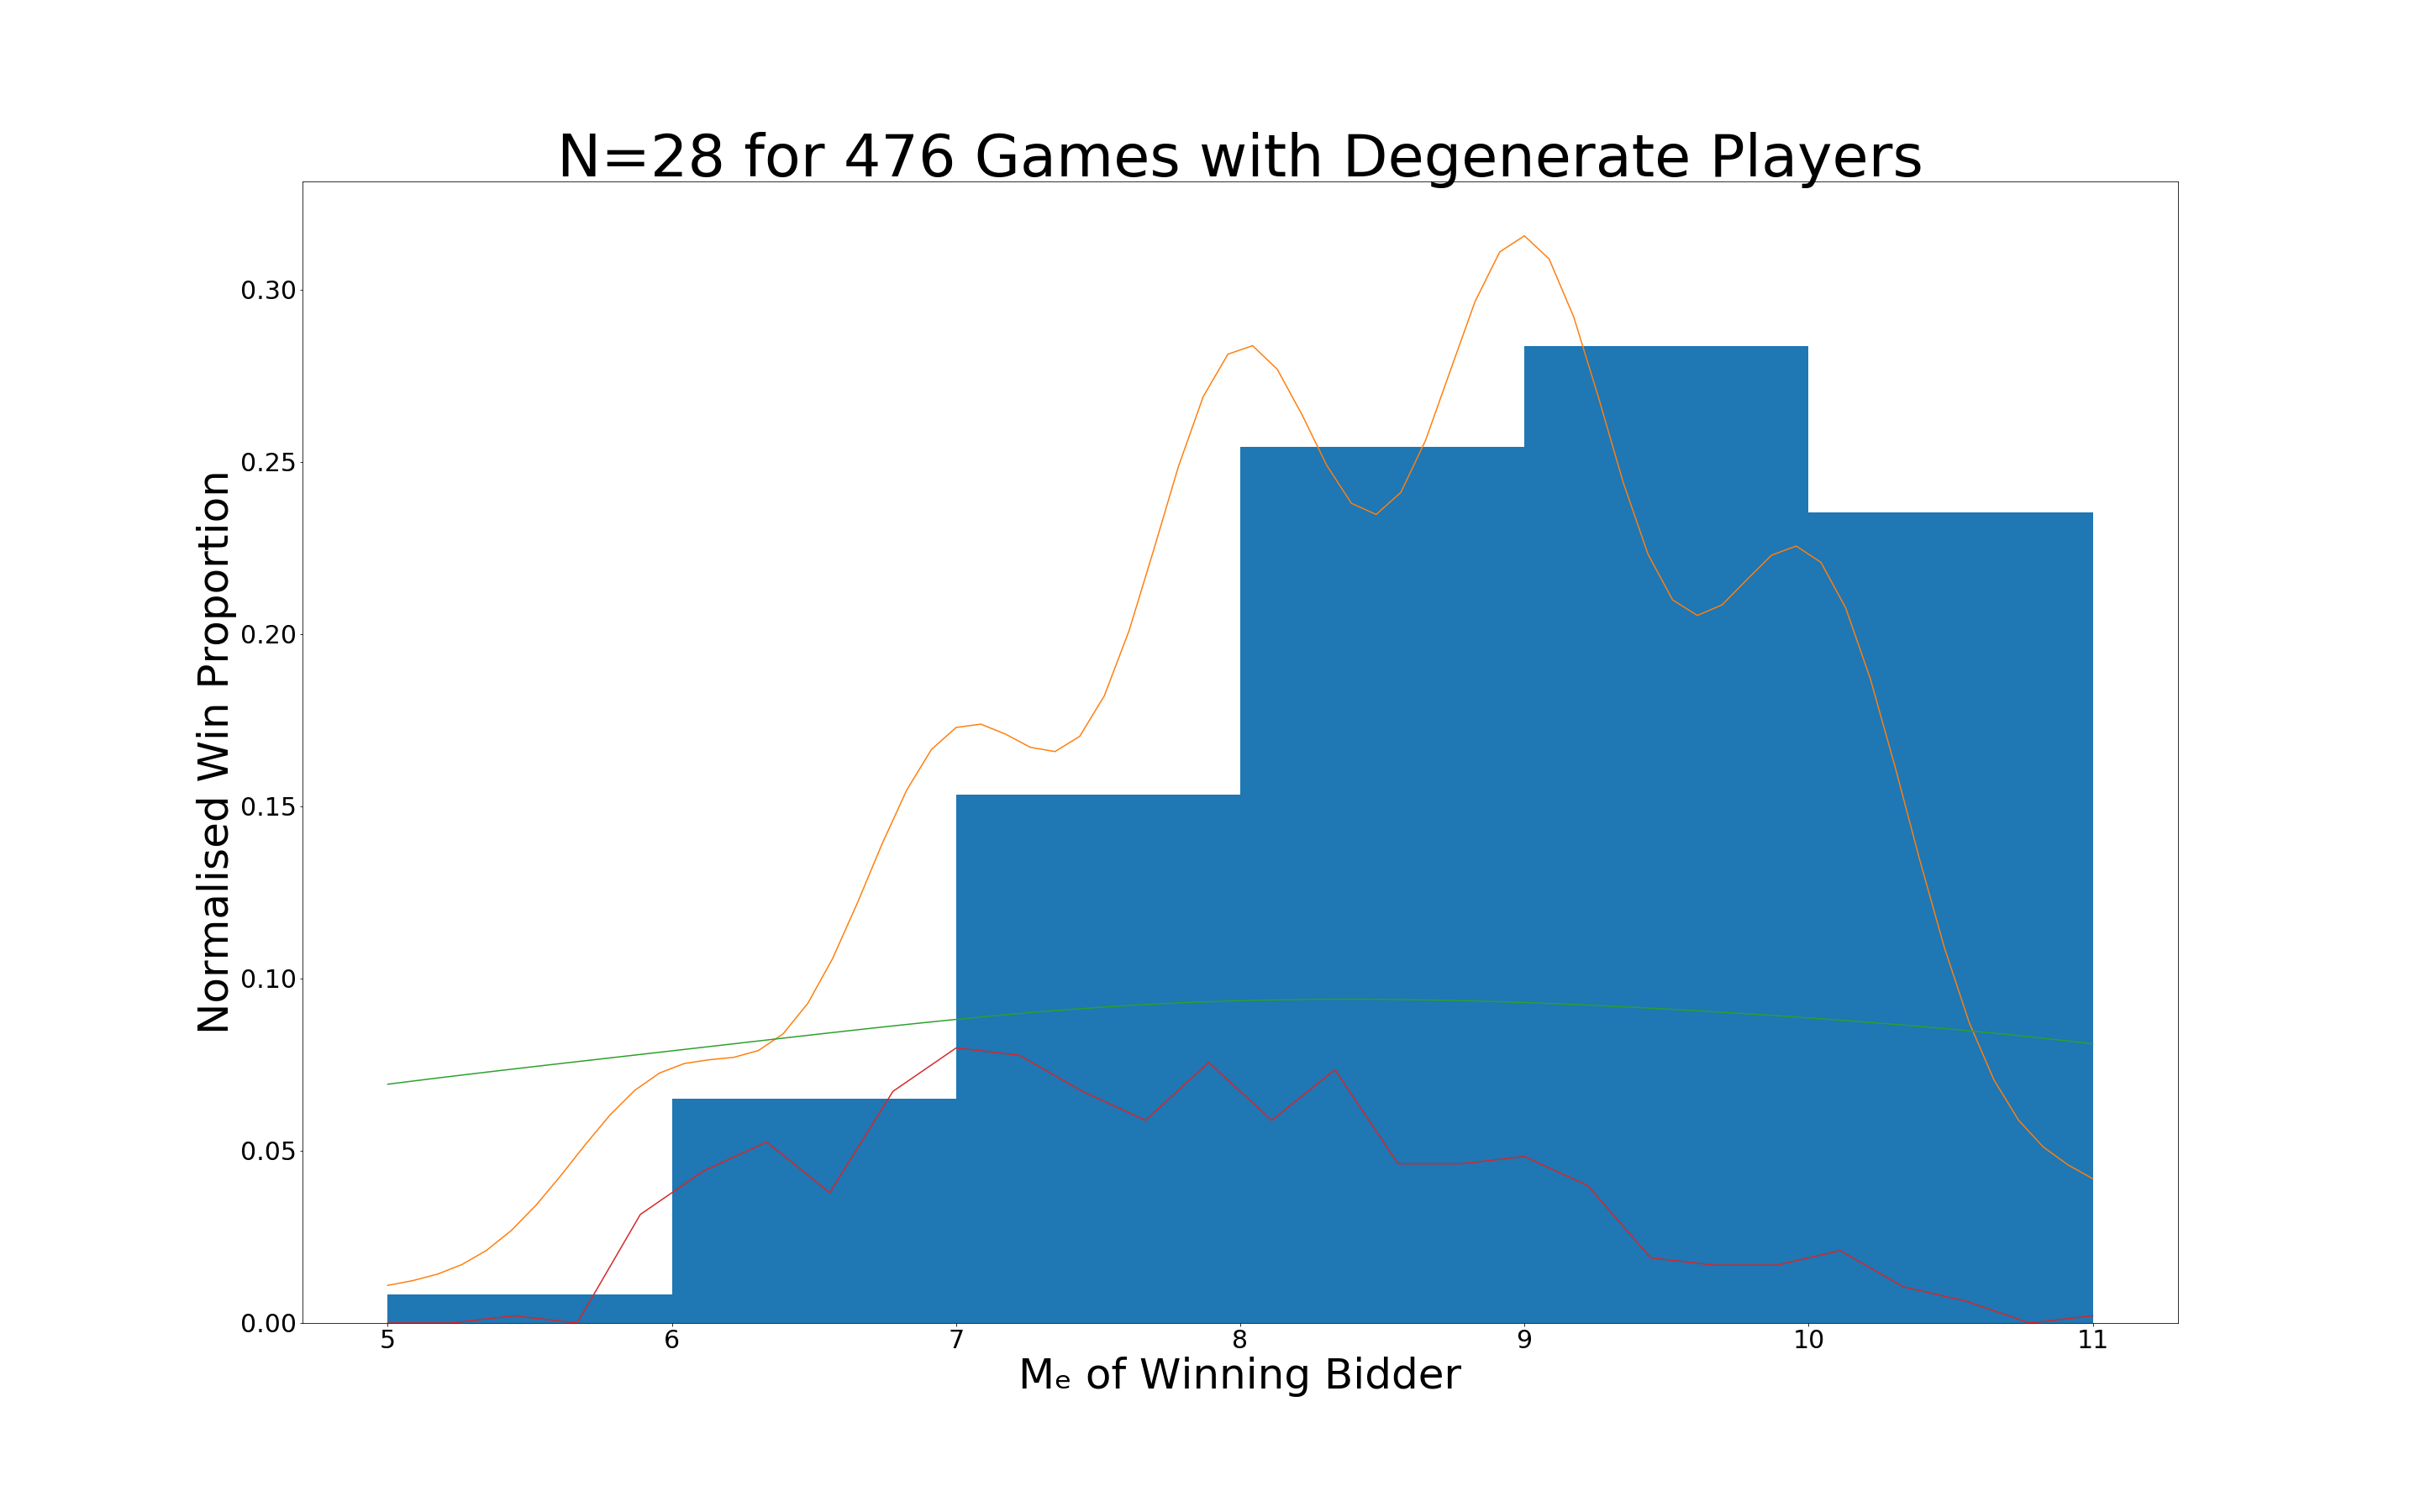 N=28 for 476 Games with Degenerate Players
Normalised Win Proportion
0.30
0.25
0.20
0.15
0.10
0.05
0.00
5 6 7 8 9 10 11
Mₑ of Winning Bidder